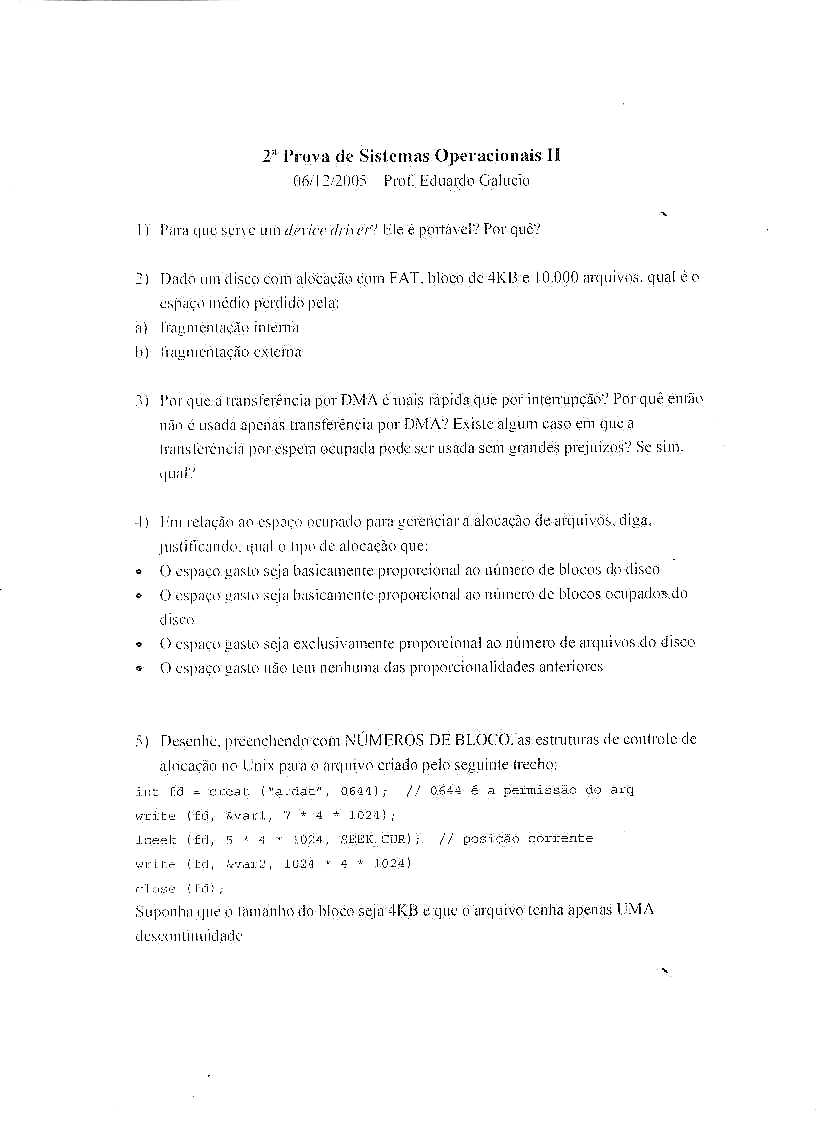 2ª Prova de Sistemas Operacionais II
06/12/2005 Prof. Eduardo Galucio
1) Para que serve um device driver? Ele é portável? Por quê?
2) Dado um disco com alocação com FAT, bloco de 4KB e 10.000 arquivos, qual é o
espaço médio perdido pela:
a) fragmentação interna
b) fragmentação externa
3) Por que a transferência por DMA é mais rápida que por interrupção? Por quê então
não é usada apenas transferência por DMA? Existe algum caso em que a
transferência por espera ocupada pode ser usada sem grandes prejuízos? Se sim,
qual?
4) Em relação ao espaço ocupado para gerenciar a alocação de arquivos, diga,
justificando, qual o tipo de alocação que:
• O espaço gasto seja basicamente proporcional ao número de blocos do disco
• O espaço gasto seja basicamente proporcional ao número de blocos ocupados do
disco
• O espaço gasto seja exclusivamente proporcional ao número de arquivos do disco
• O espaço gasto não tem nenhuma das proporcionalidades anteriores
5) Desenhe, preenchendo com NÚMEROS DE BLOCO, as estruturas de controle de
alocação no Unix para o arquivo criado pelo seguinte trecho:
int fd = creat ("a.dat", 0644); // 0644 é a permissão do arq
write (fd, &var1, 7 * 4 * 1024);
lseek (fd, 5 * 4 * 1024, SEEK_CUR); // posição corrente
write (fd, &var2, 1024 * 4 * 1024)
close (fd);
Suponha que o tamanho do bloco seja 4KB e que o arquivo tenha apenas UMA
descontinuidade